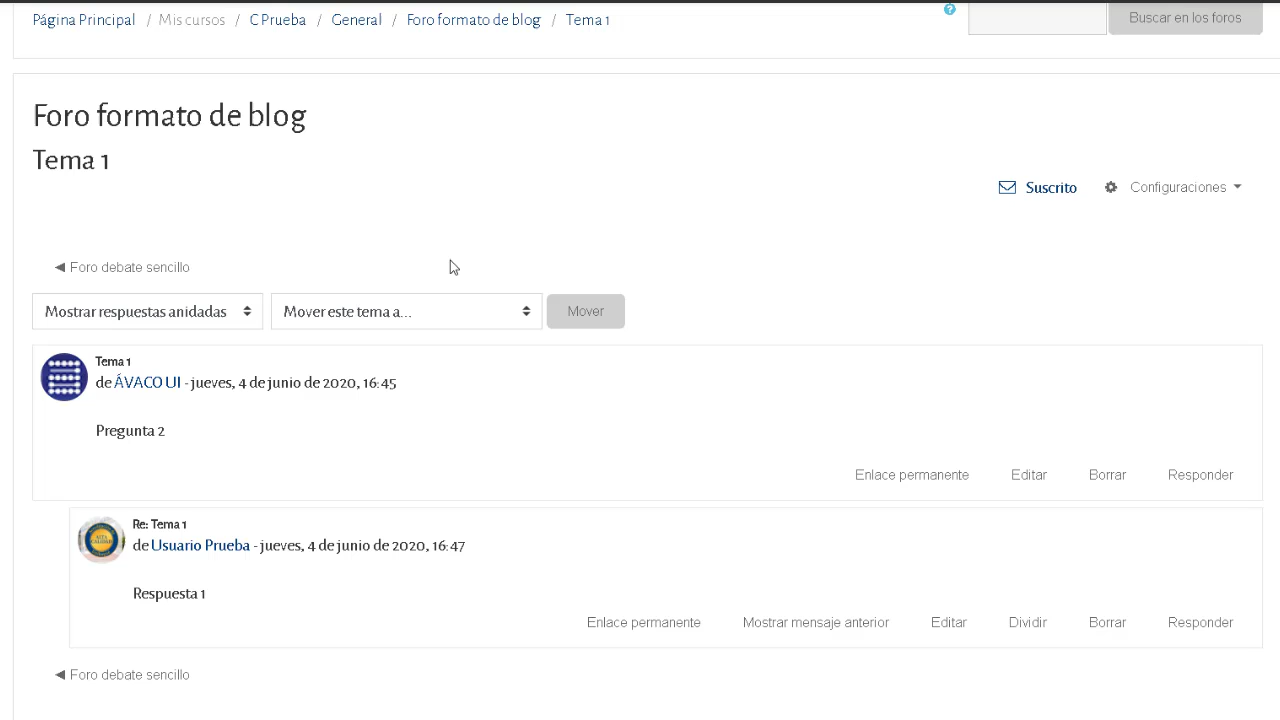 Página Principal / Mis cursos / C Prueba / General / Foro formato de blog / Tema 1
? Buscar en los foros
Foro formato de blog
Tema 1
Suscrito Configuraciones
◀ Foro debate sencillo
Mostrar respuestas anidadas Mover este tema a... Mover
Tema 1
de ÁVACO UI - jueves, 4 de junio de 2020, 16:45
Pregunta 2
Enlace permanente Editar Borrar Responder
Re: Tema 1
de Usuario Prueba - jueves, 4 de junio de 2020, 16:47
Respuesta 1
Enlace permanente Mostrar mensaje anterior Editar Dividir Borrar Responder
◀ Foro debate sencillo